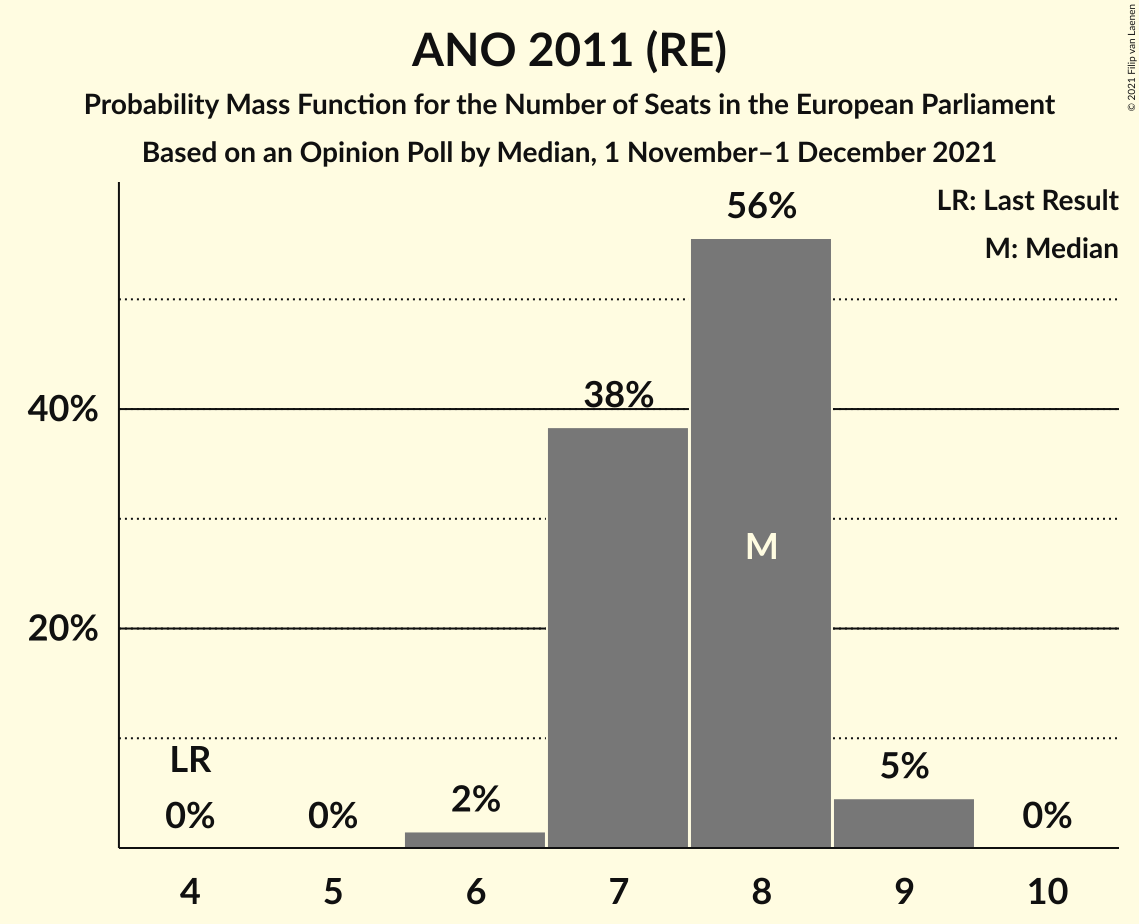 ANO 2011 (RE)
Probability Mass Function for the Number of Seats in the European Parliament
Based on an Opinion Poll by Median, 1 November–1 December 2021
© 2021 Filip van Laenen
LR: Last Result
M: Median
56%
38%
40%
M
20%
LR
0%
0%
2%
5%
0%
4
5
6
7
8
9
10